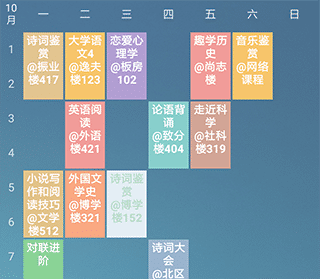 10
月
一
二
三
四
五
六
日
1
2
3
4
5
6
7
诗词鉴
赏
@振业
楼417
大学语
文4
@逸夫
楼123
恋爱心
理学
@板房
102
趣学历
史
@尚志
楼
音乐鉴
赏
@网络
课程
英语阅
读
@外语
楼421
论语背
诵
@致分
楼404
走近科
学
@社科
楼319
小说写
作和阅
读技巧
@文学
楼512
外国文
学史
@博学
楼321
诗词鉴
赏
@博学
楼152
对联进
阶
诗词大
会
@北区